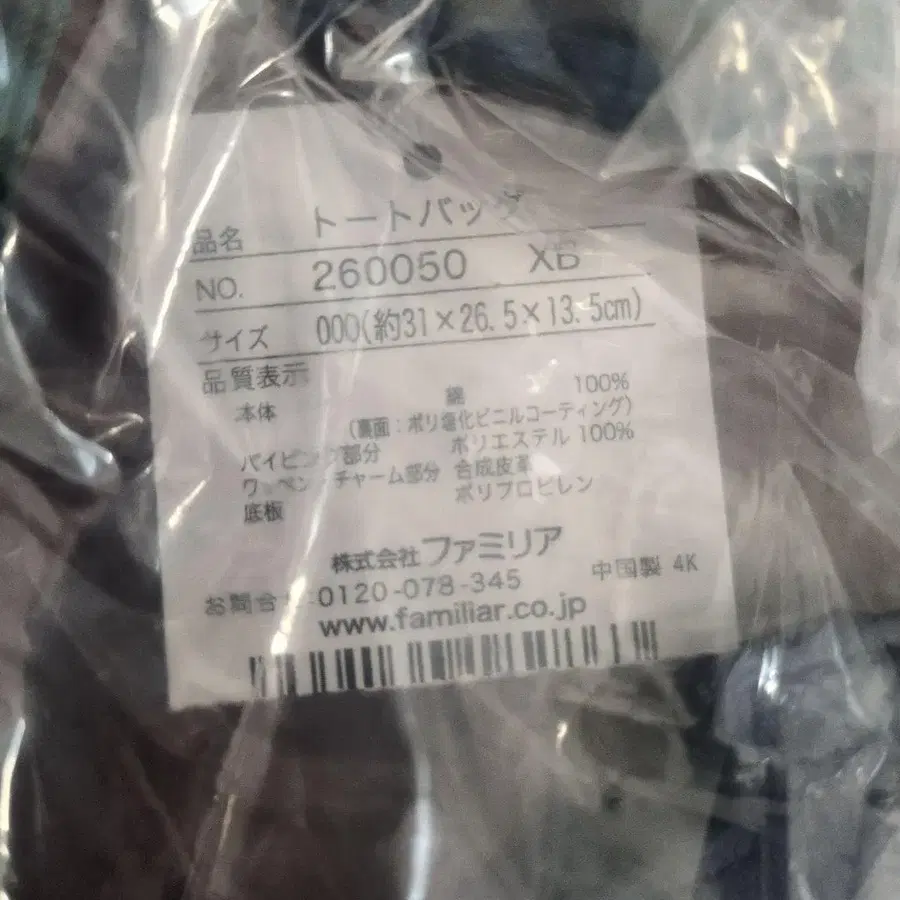 品名 トートバッグ
NO. 260050 XB
サイズ 000(約31×26.5×13.5cm)
品質表示
本体 綿 100%
(裏面:ポリ塩化ビニルコーティング)
パイピング部分 ポリエステル 100%
ワッペン・チャーム部分 合成皮革
底板 ポリプロピレン
株式会社 ファミリア
お問合せ 0120-078-345 中国製 4K
www.familiar.co.jp